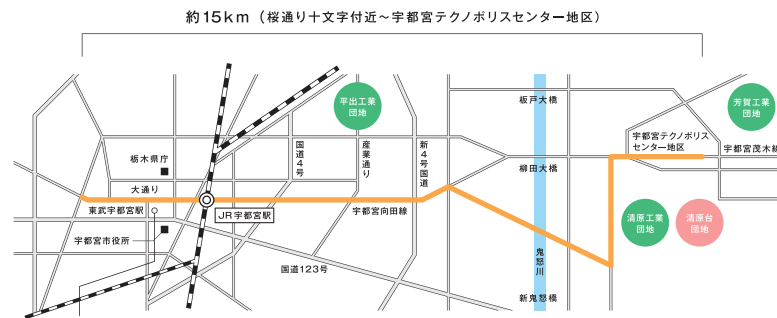 約15km（桜通り十文字付近～宇都宮テクノポリスセンター地区）
平出工業
団地
板戸大橋
芳賀工業
団地
栃木県庁
国道4号
産業通り
新4号国道
宇都宮テクノポリス
センター地区
宇都宮茂木線
柳田大橋
大通り
東武宇都宮駅
JR宇都宮駅
宇都宮向田線
清原工業
団地
清原台
団地
宇都宮市役所
鬼怒川
国道123号
新鬼怒橋